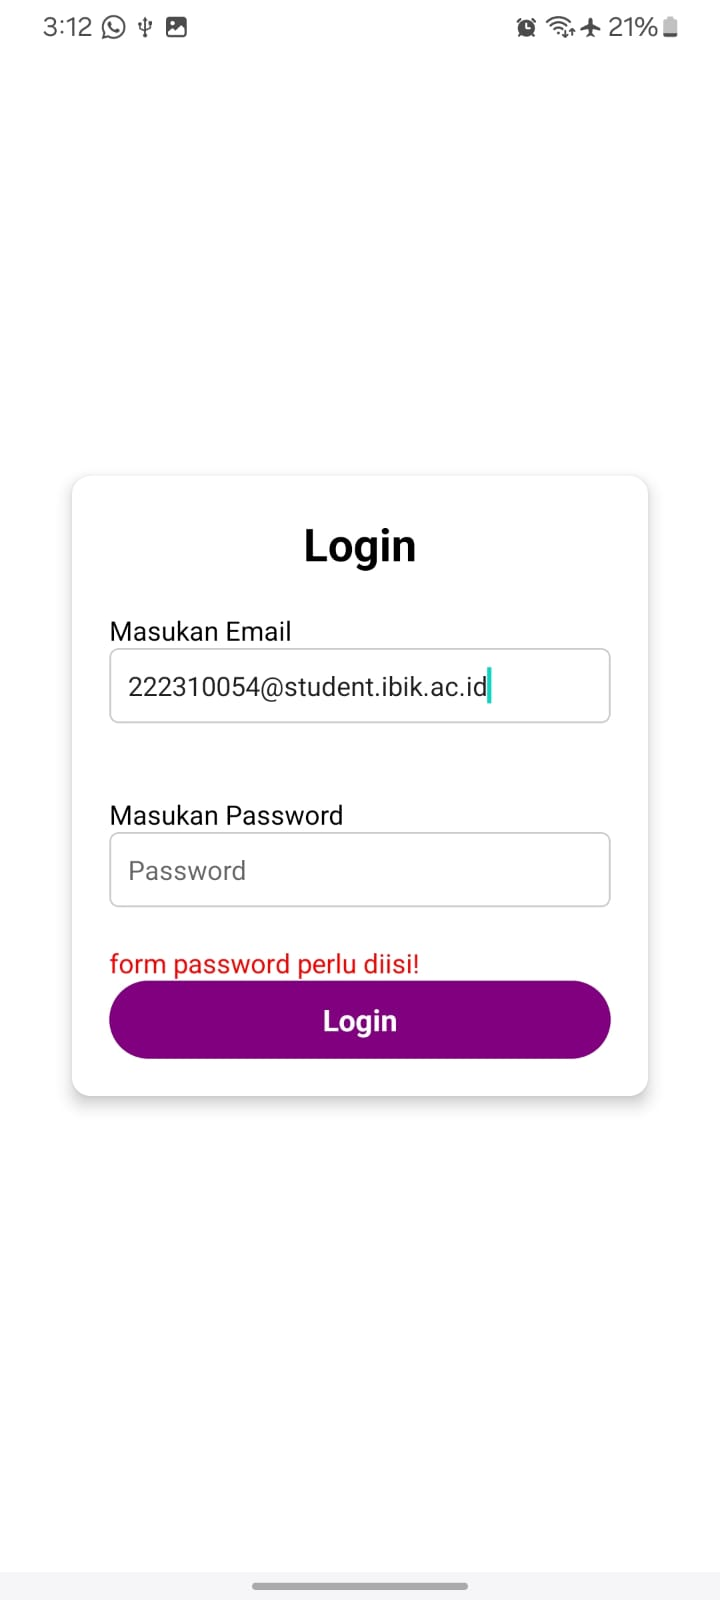 3:12
21%
Login
Masukan Email
222310054@student.ibik.ac.id
Masukan Password
Password
form password perlu diisi!
Login